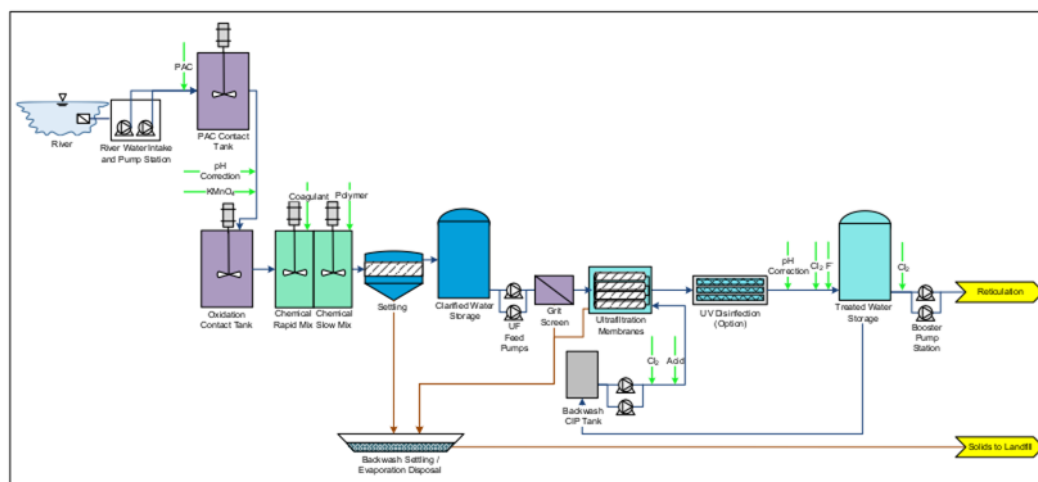 PAC
River
River Water Intake
and Pump Station
PAC Contact
Tank
pH
Correction
KMnO₄
Coagulant
Polymer
Oxidation
Contact Tank
Chemical
Rapid Mix
Chemical
Slow Mix
Settling
Clarified Water
Storage
UF
Feed
Pumps
Grit
Screen
Ultrafiltration
Membranes
UV Disinfection
(Option)
pH
Correction
Cl₂
F⁻
Treated Water
Storage
Cl₂
Booster
Pump
Station
Reticulation
Cl₂
Acid
Backwash
CIP Tank
Backwash Settling /
Evaporation Disposal
Solids to Landfill